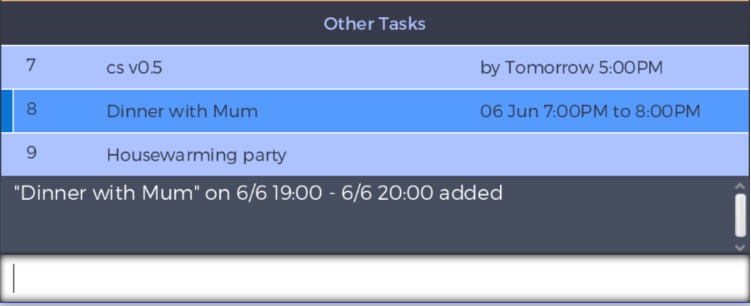 Other Tasks
7 cs v0.5 by Tomorrow 5:00PM
8 Dinner with Mum 06 Jun 7:00PM to 8:00PM
9 Housewarming party
"Dinner with Mum" on 6/6 19:00 - 6/6 20:00 added